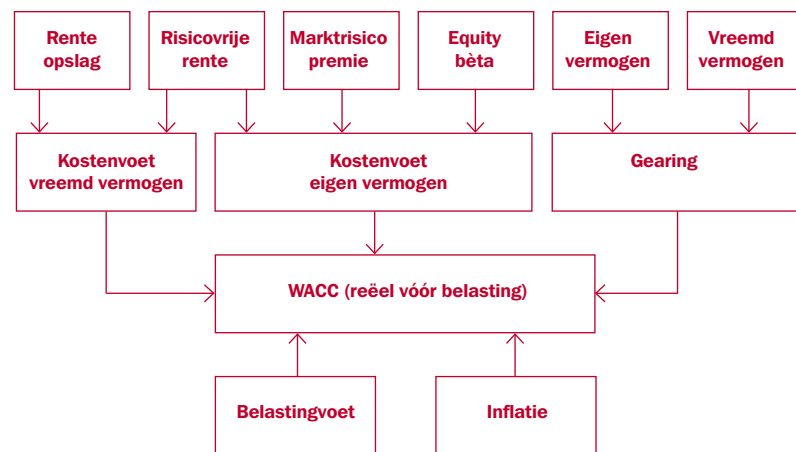 Rente
opslag
Risicovrije
rente
Marktrisico
premie
Equity
bèta
Eigen
vermogen
Vreemd
vermogen
Kostenvoet
vreemd vermogen
Kostenvoet
eigen vermogen
Gearing
WACC (reëel vóór belasting)
Belastingvoet
Inflatie